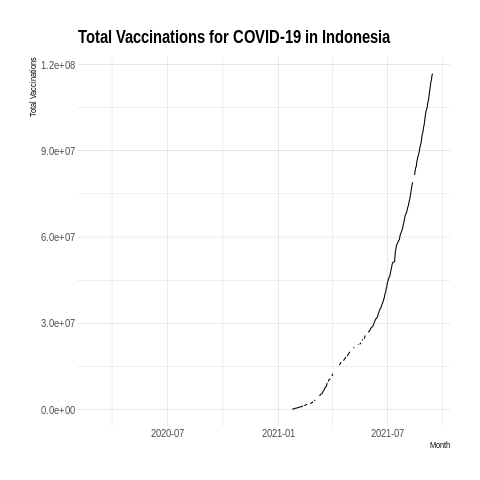 Total Vaccinations for COVID-19 in Indonesia
Total Vaccinations
1.2e+08
9.0e+07
6.0e+07
3.0e+07
0.0e+00
2020-07
2021-01
2021-07
Month